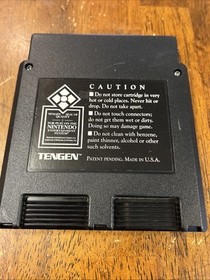 CAUTION
■ Do not store cartridge in very
hot or cold places. Never hit or
drop. Do not take apart.
■ Do not touch connectors;
do not get them wet or dirty.
Doing so may damage game.
■ Do not clean with benzene,
paint thinner, alcohol or other
such solvents.
NINTENDO
TENGEN™
PATENT PENDING. MADE IN U.S.A.